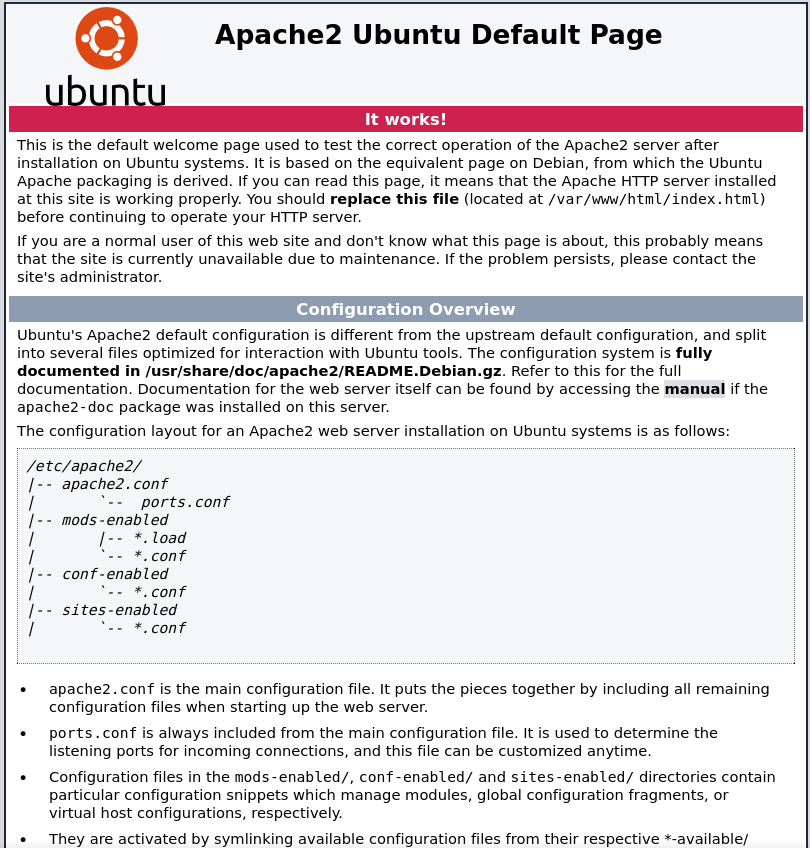 Apache2 Ubuntu Default Page
ubuntu
It works!
This is the default welcome page used to test the correct operation of the Apache2 server after
installation on Ubuntu systems. It is based on the equivalent page on Debian, from which the Ubuntu
Apache packaging is derived. If you can read this page, it means that the Apache HTTP server installed
at this site is working properly. You should replace this file (located at /var/www/html/index.html)
before continuing to operate your HTTP server.
If you are a normal user of this web site and don't know what this page is about, this probably means
that the site is currently unavailable due to maintenance. If the problem persists, please contact the
site's administrator.
Configuration Overview
Ubuntu's Apache2 default configuration is different from the upstream default configuration, and split
into several files optimized for interaction with Ubuntu tools. The configuration system is fully
documented in /usr/share/doc/apache2/README.Debian.gz. Refer to this for the full
documentation. Documentation for the web server itself can be found by accessing the manual if the
apache2-doc package was installed on this server.
The configuration layout for an Apache2 web server installation on Ubuntu systems is as follows:
/etc/apache2/
|-- apache2.conf
|       `--  ports.conf
|-- mods-enabled
|       |-- *.load
|       `-- *.conf
|-- conf-enabled
|       `-- *.conf
|-- sites-enabled
|       `-- *.conf
• apache2.conf is the main configuration file. It puts the pieces together by including all remaining
configuration files when starting up the web server.
• ports.conf is always included from the main configuration file. It is used to determine the
listening ports for incoming connections, and this file can be customized anytime.
• Configuration files in the mods-enabled/, conf-enabled/ and sites-enabled/ directories contain
particular configuration snippets which manage modules, global configuration fragments, or
virtual host configurations, respectively.
• They are activated by symlinking available configuration files from their respective *-available/